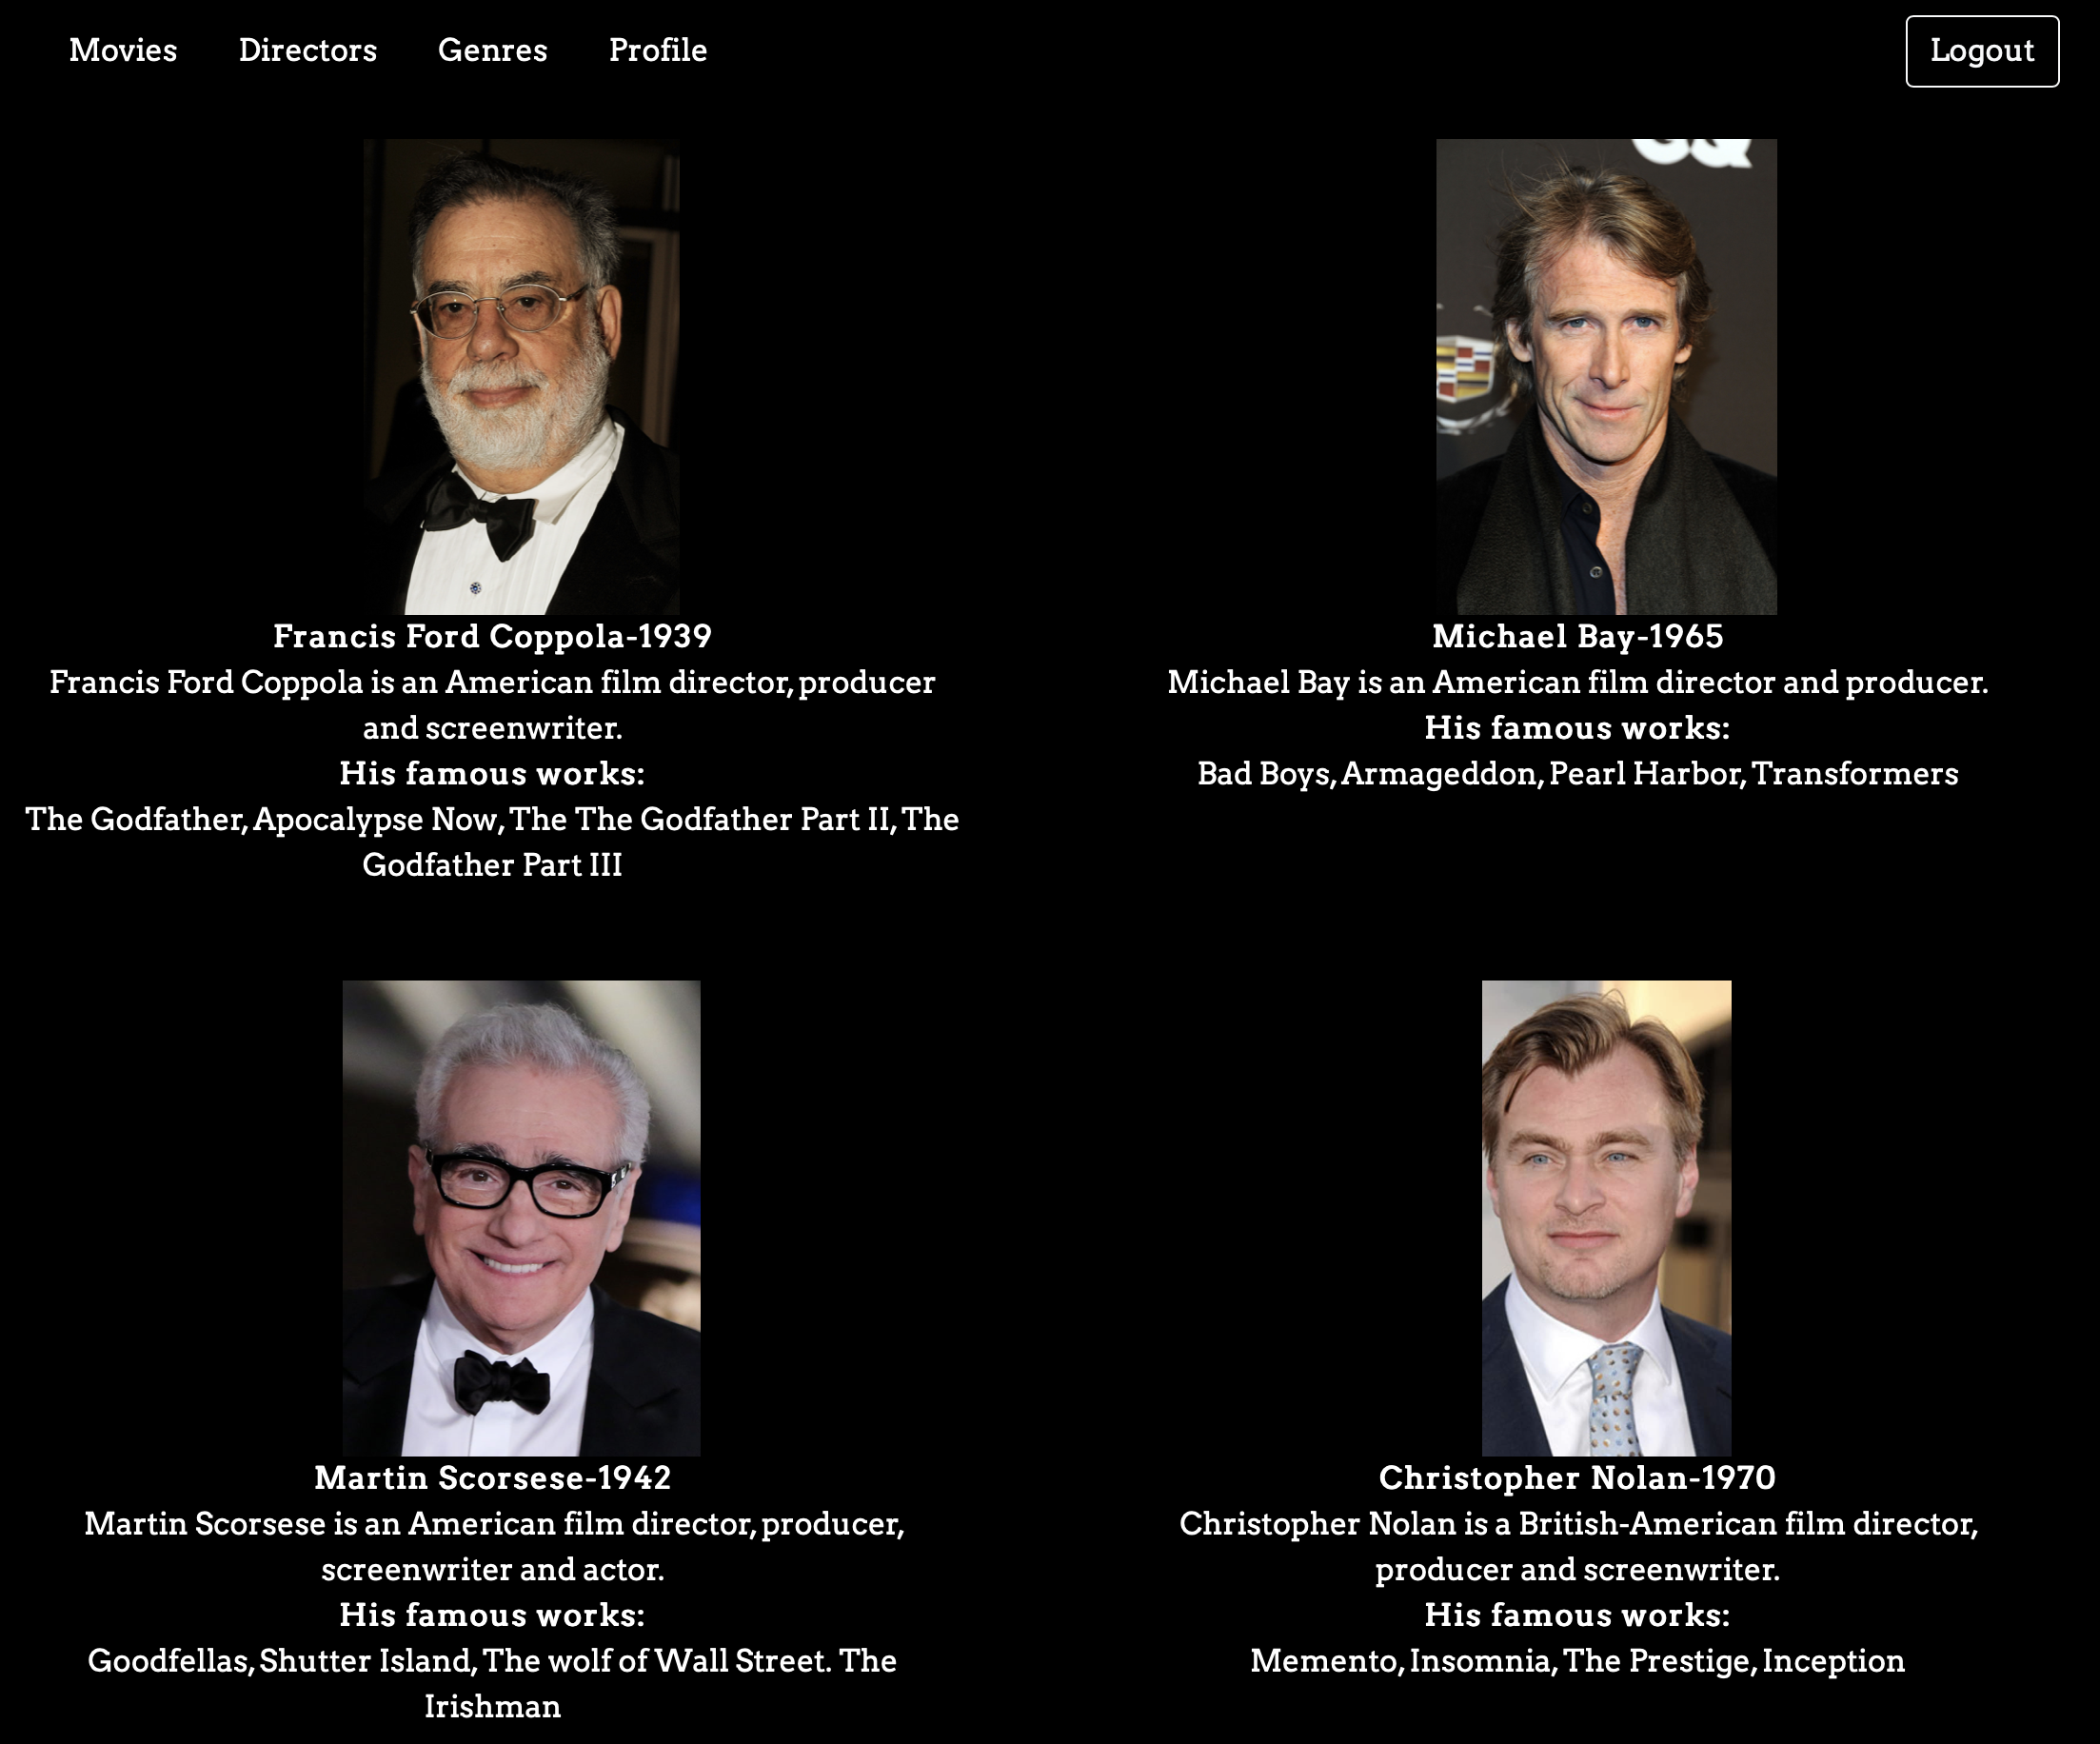 Movies Directors Genres Profile Logout
GQ
Francis Ford Coppola-1939
Francis Ford Coppola is an American film director, producer
and screenwriter.
His famous works:
The Godfather, Apocalypse Now, The The Godfather Part II, The
Godfather Part III
Michael Bay-1965
Michael Bay is an American film director and producer.
His famous works:
Bad Boys, Armageddon, Pearl Harbor, Transformers
Martin Scorsese-1942
Martin Scorsese is an American film director, producer,
screenwriter and actor.
His famous works:
Goodfellas, Shutter Island, The wolf of Wall Street. The
Irishman
Christopher Nolan-1970
Christopher Nolan is a British-American film director,
producer and screenwriter.
His famous works:
Memento, Insomnia, The Prestige, Inception